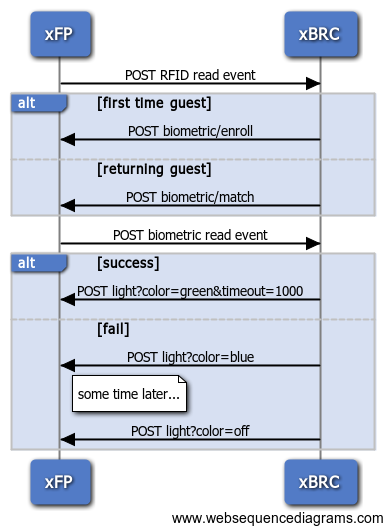 xFP
xBRC
POST RFID read event
alt
[first time guest]
POST biometric/enroll
[returning guest]
POST biometric/match
POST biometric read event
alt
[success]
POST light?color=green&timeout=1000
[fail]
POST light?color=blue
some time later...
POST light?color=off
xFP
xBRC
www.websequencediagrams.com